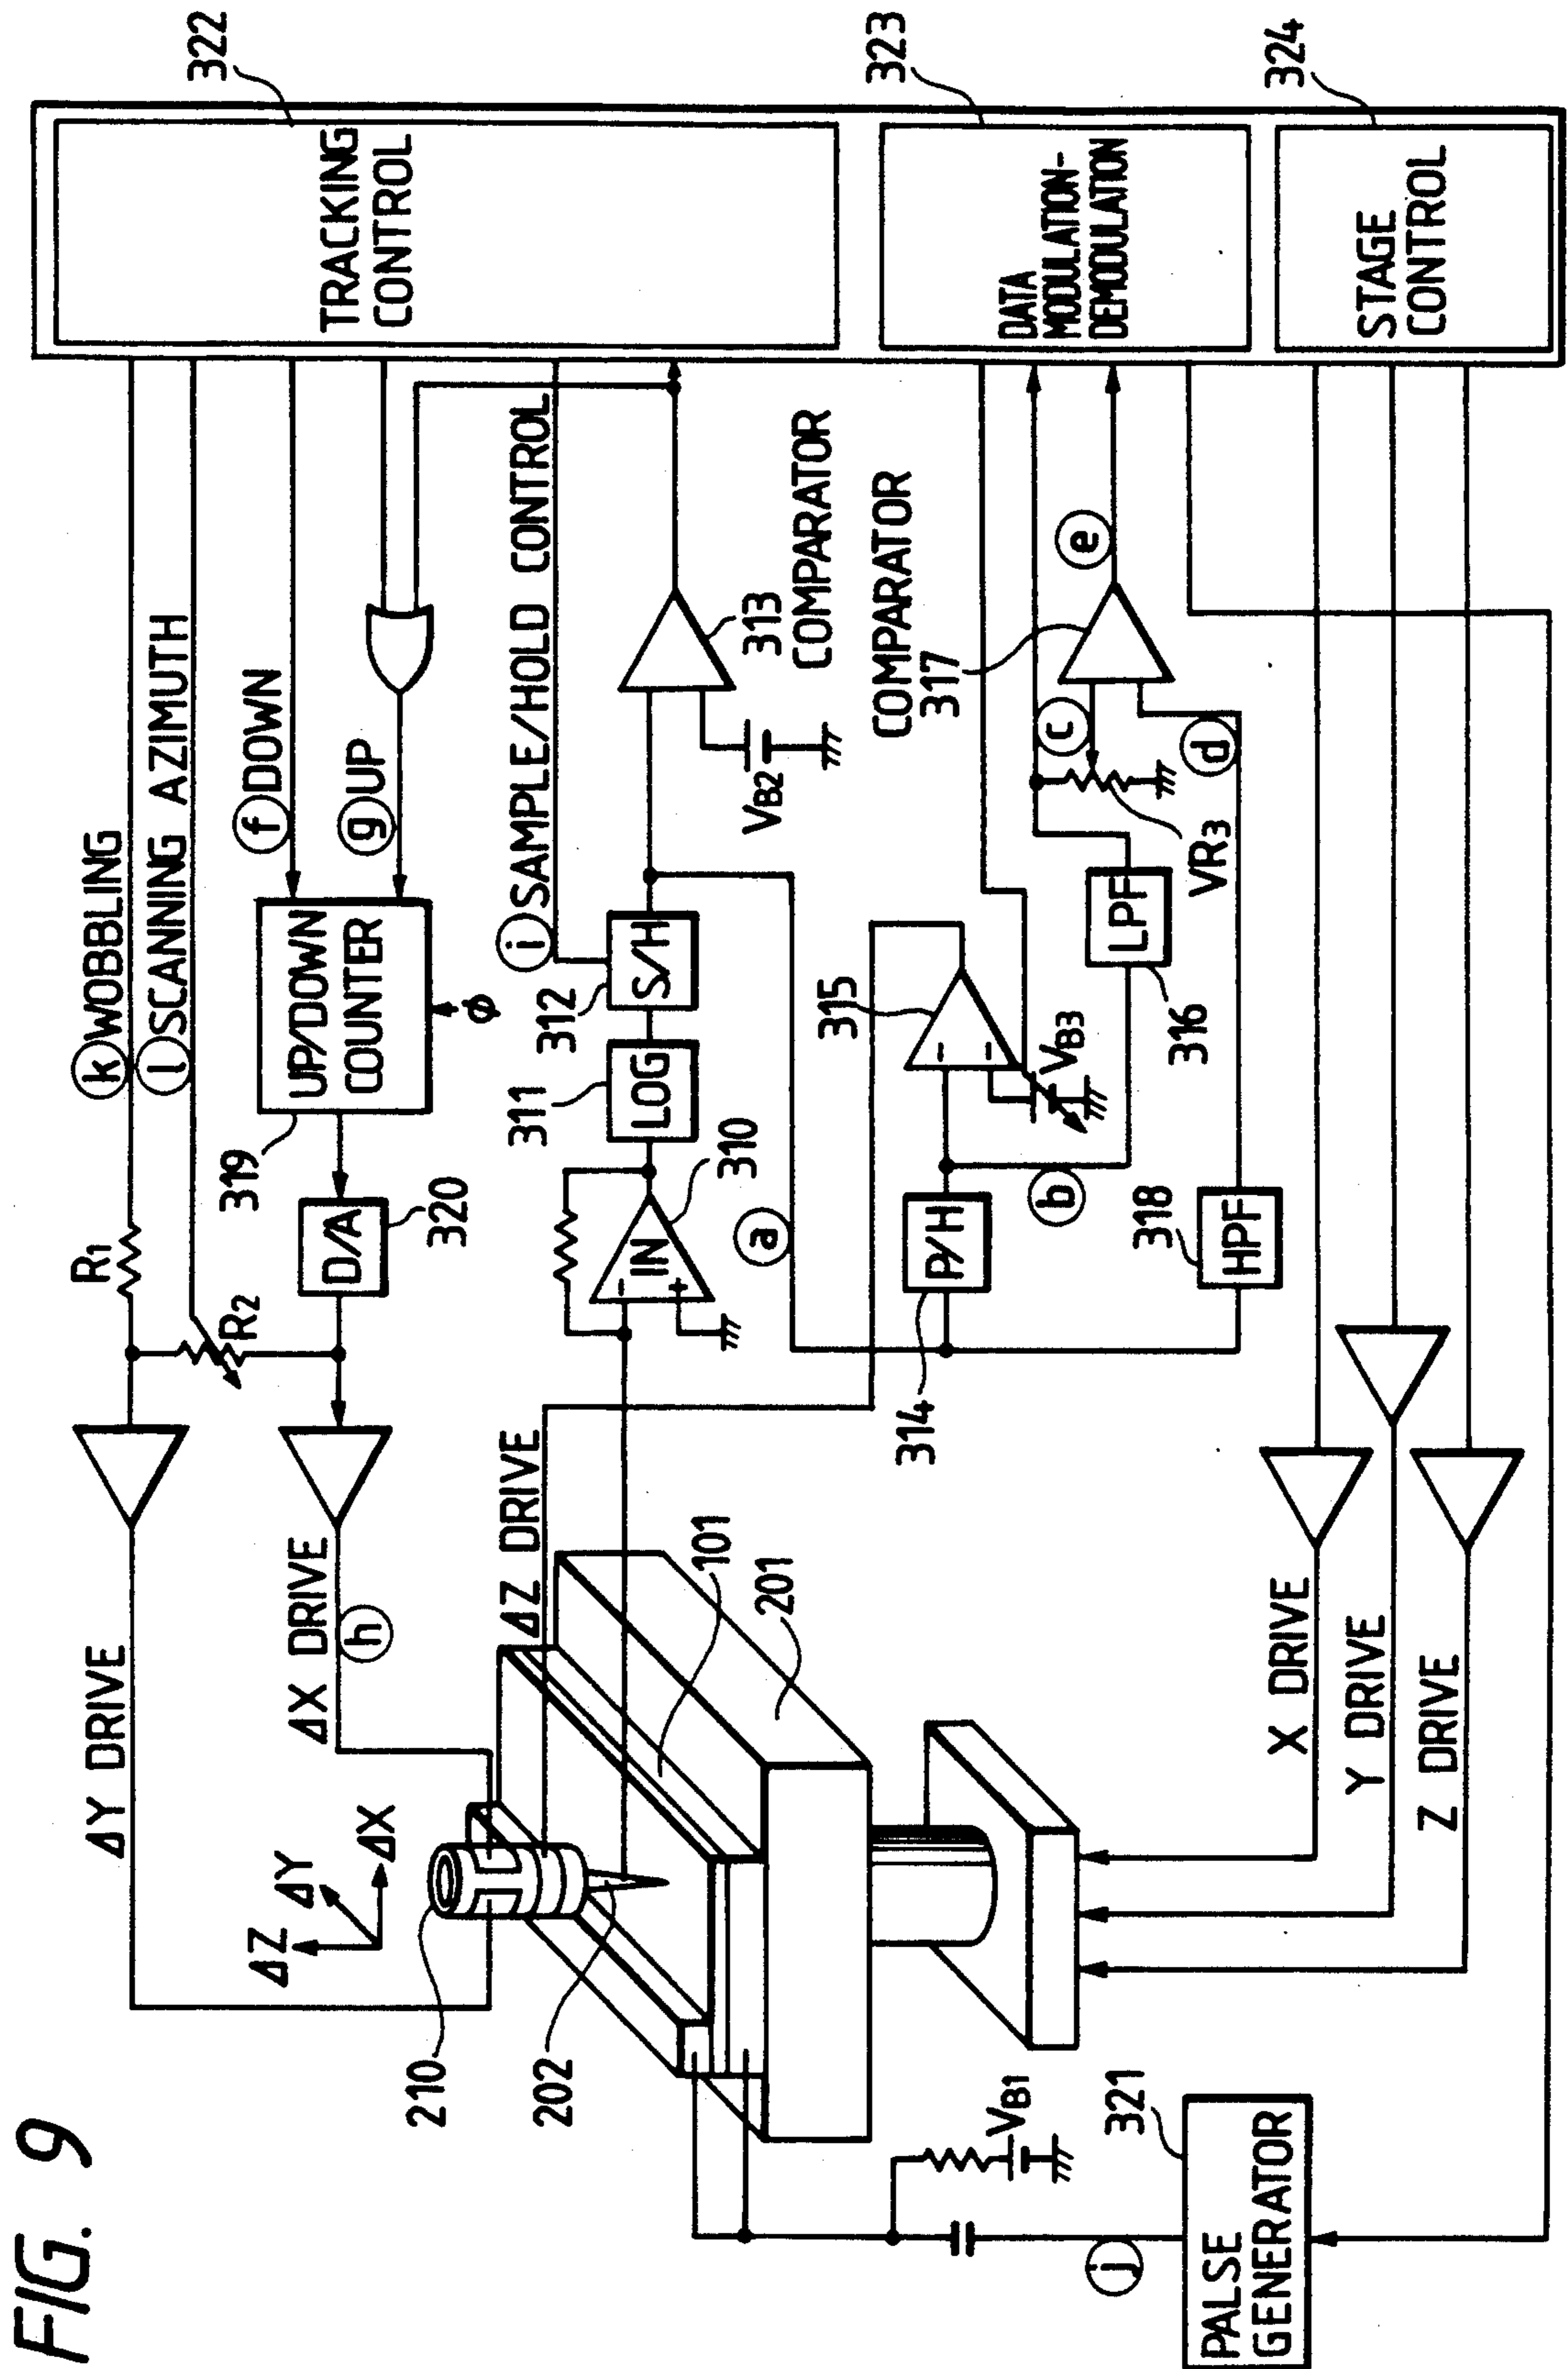 FIG. 9
ΔY DRIVE
R1
(k) WOBBLING
(l) SCANNING AZIMUTH
R2
ΔX DRIVE
(h)
D/A
320
319
UP/DOWN
COUNTER
φ
(f) DOWN
(g) UP
322
TRACKING
CONTROL
ΔZ
ΔY
ΔX
210
202
ΔZ DRIVE
101
201
IN
-
+
310
311
LOG
312
S/H
(i) SAMPLE/HOLD CONTROL
VB2
313
COMPARATOR
(a)
314
P/H
(b)
315
-
-
VB3
316
LPF
VR3
COMPARATOR
317
(c)
(d)
(e)
318
HPF
323
DATA
MODULATION-
DEMODULATION
324
STAGE
CONTROL
X DRIVE
Y DRIVE
Z DRIVE
VB1
(j)
321
PALSE
GENERATOR